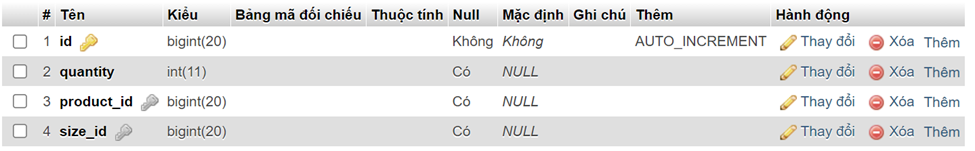 # Tên Kiểu Bảng mã đối chiếu Thuộc tính Null Mặc định Ghi chú Thêm Hành động
1 id bigint(20) Không Không AUTO_INCREMENT Thay đổi Xóa Thêm
2 quantity int(11) Có NULL Thay đổi Xóa Thêm
3 product_id bigint(20) Có NULL Thay đổi Xóa Thêm
4 size_id bigint(20) Có NULL Thay đổi Xóa Thêm